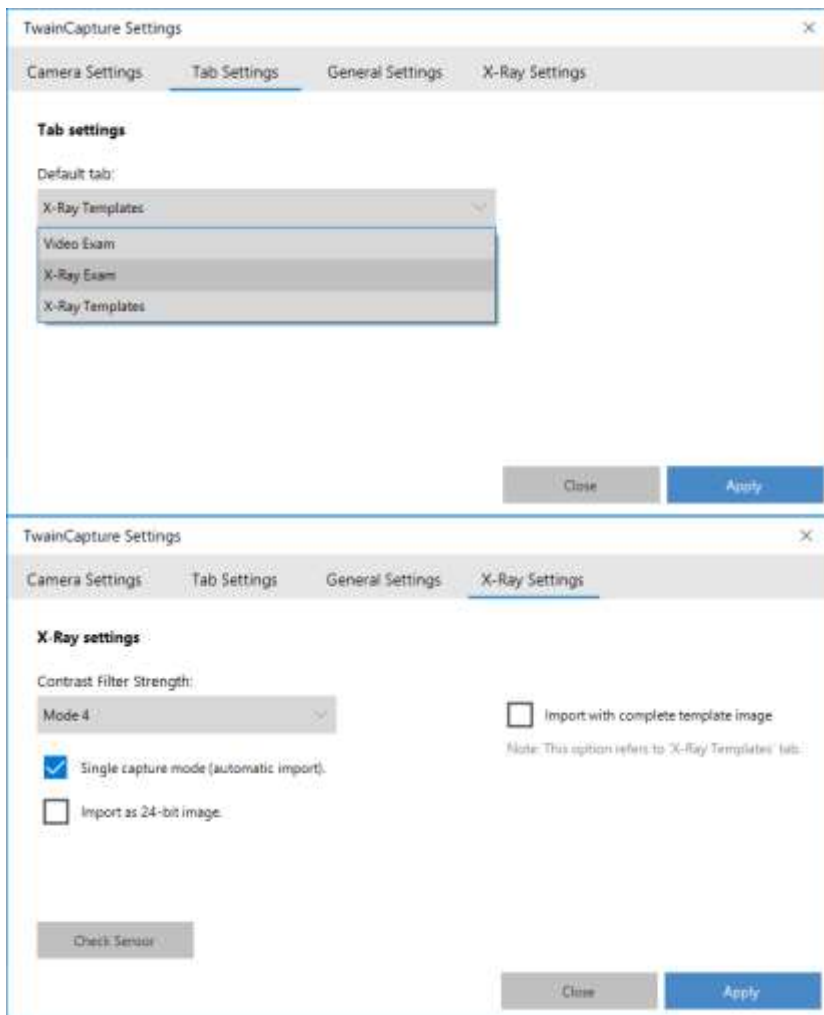 TwainCapture Settings
Camera Settings Tab Settings General Settings X-Ray Settings
Tab settings
Default tab:
X-Ray Templates
Video Exam
X-Ray Exam
X-Ray Templates
Close Apply
TwainCapture Settings
Camera Settings Tab Settings General Settings X-Ray Settings
X-Ray settings
Contrast Filter Strength:
Mode 4
Import with complete template image
Note: This option refers to 'X-Ray Templates' tab.
Single capture mode (automatic import).
Import as 24-bit image.
Check Sensor
Close Apply